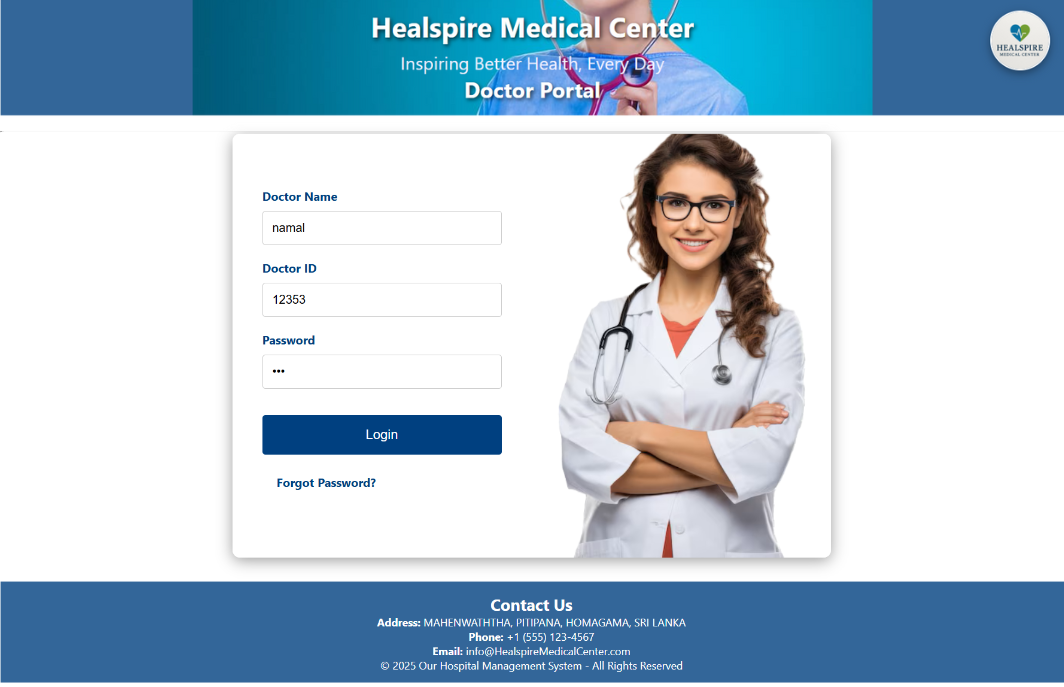 Healspire Medical Center
Inspiring Better Health, Every Day
Doctor Portal
HEALSPIRE
MEDICAL CENTER
Doctor Name
namal
Doctor ID
12353
Password
•••
Login
Forgot Password?
Contact Us
Address: MAHENWATHTHA, PITIPANA, HOMAGAMA, SRI LANKA
Phone: +1 (555) 123-4567
Email: info@HealspireMedicalCenter.com
© 2025 Our Hospital Management System - All Rights Reserved